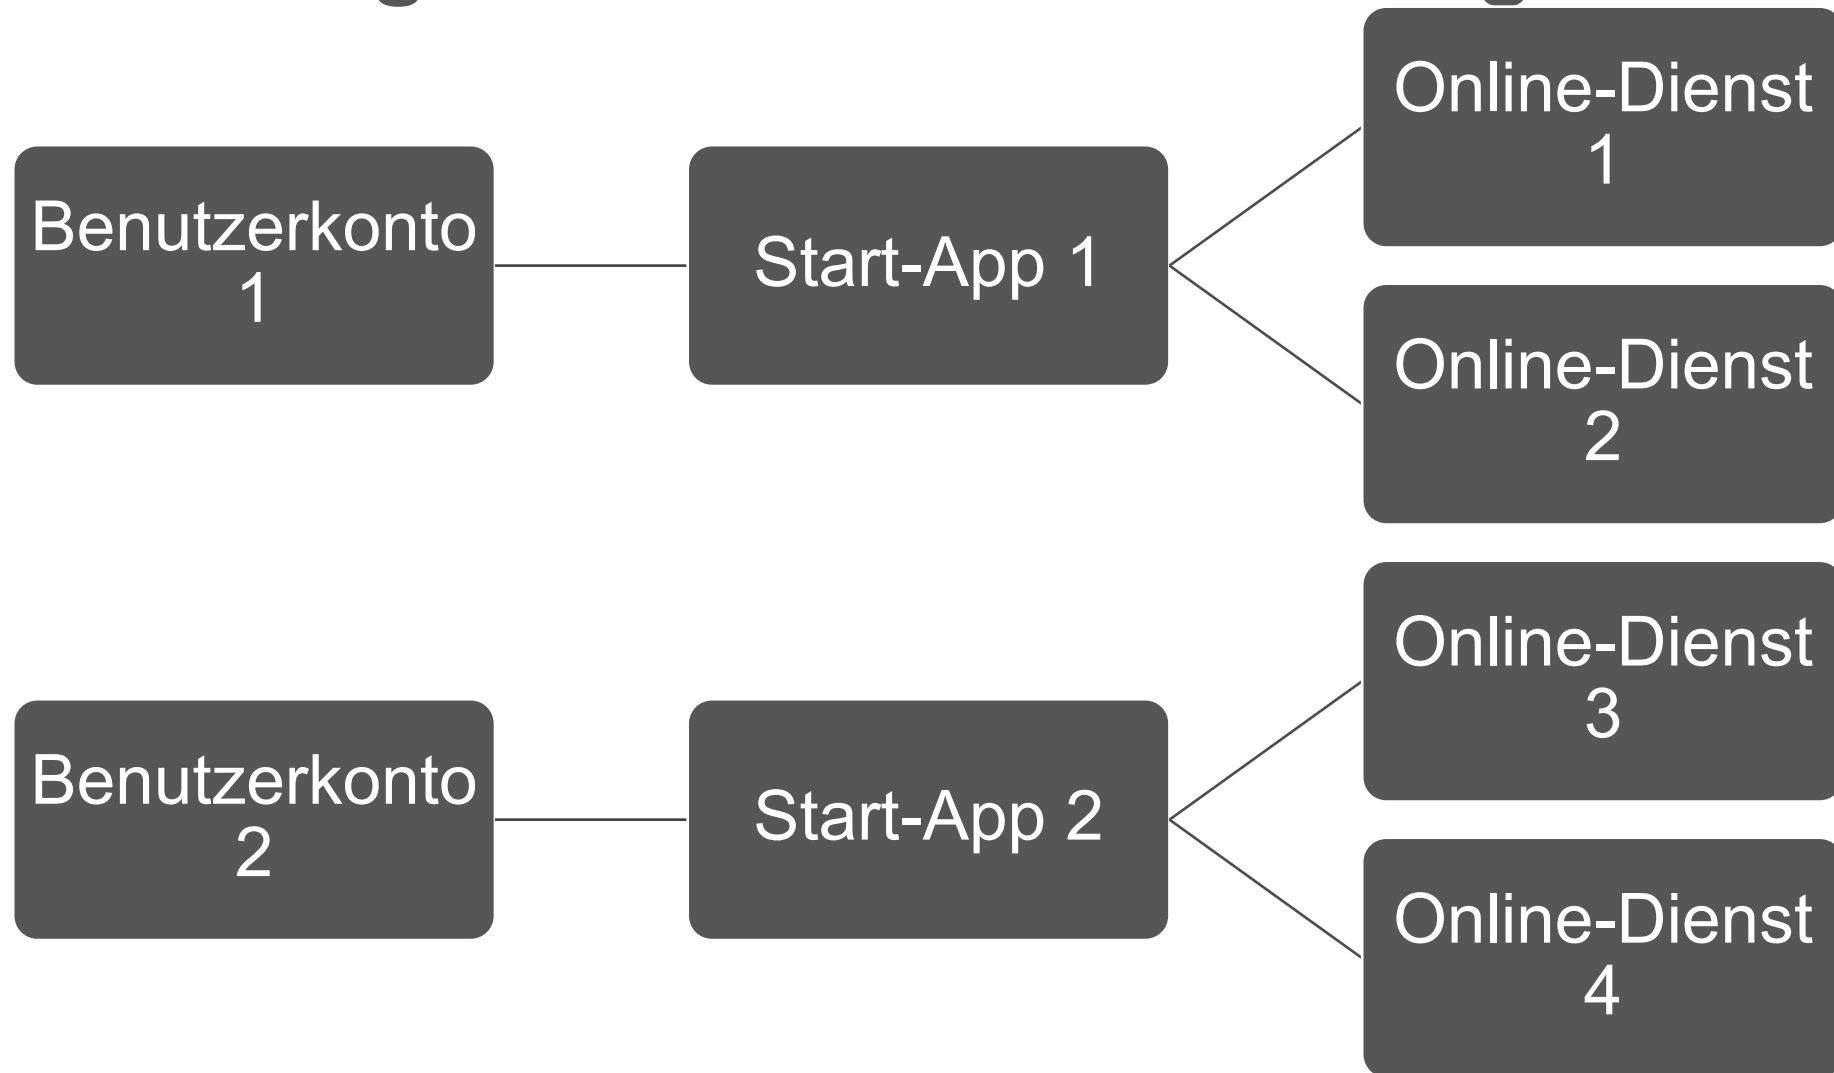 Online-Dienst
1
Benutzerkonto
1
Start-App 1
Online-Dienst
2
Online-Dienst
3
Benutzerkonto
2
Start-App 2
Online-Dienst
4